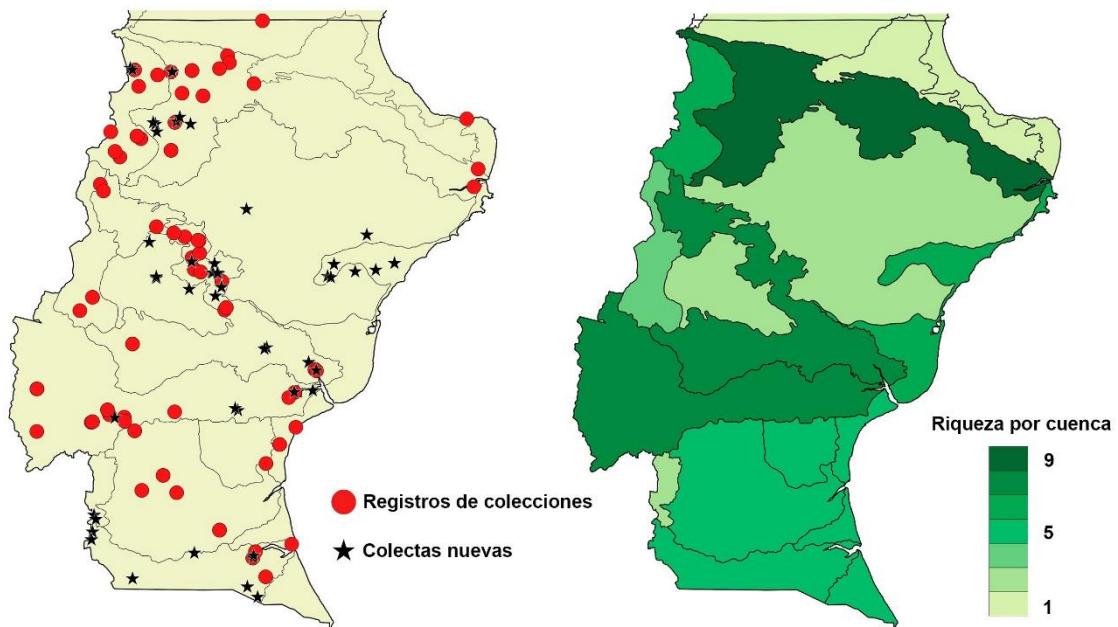 Registros de colecciones
Colectas nuevas
Riqueza por cuenca
9
5
1